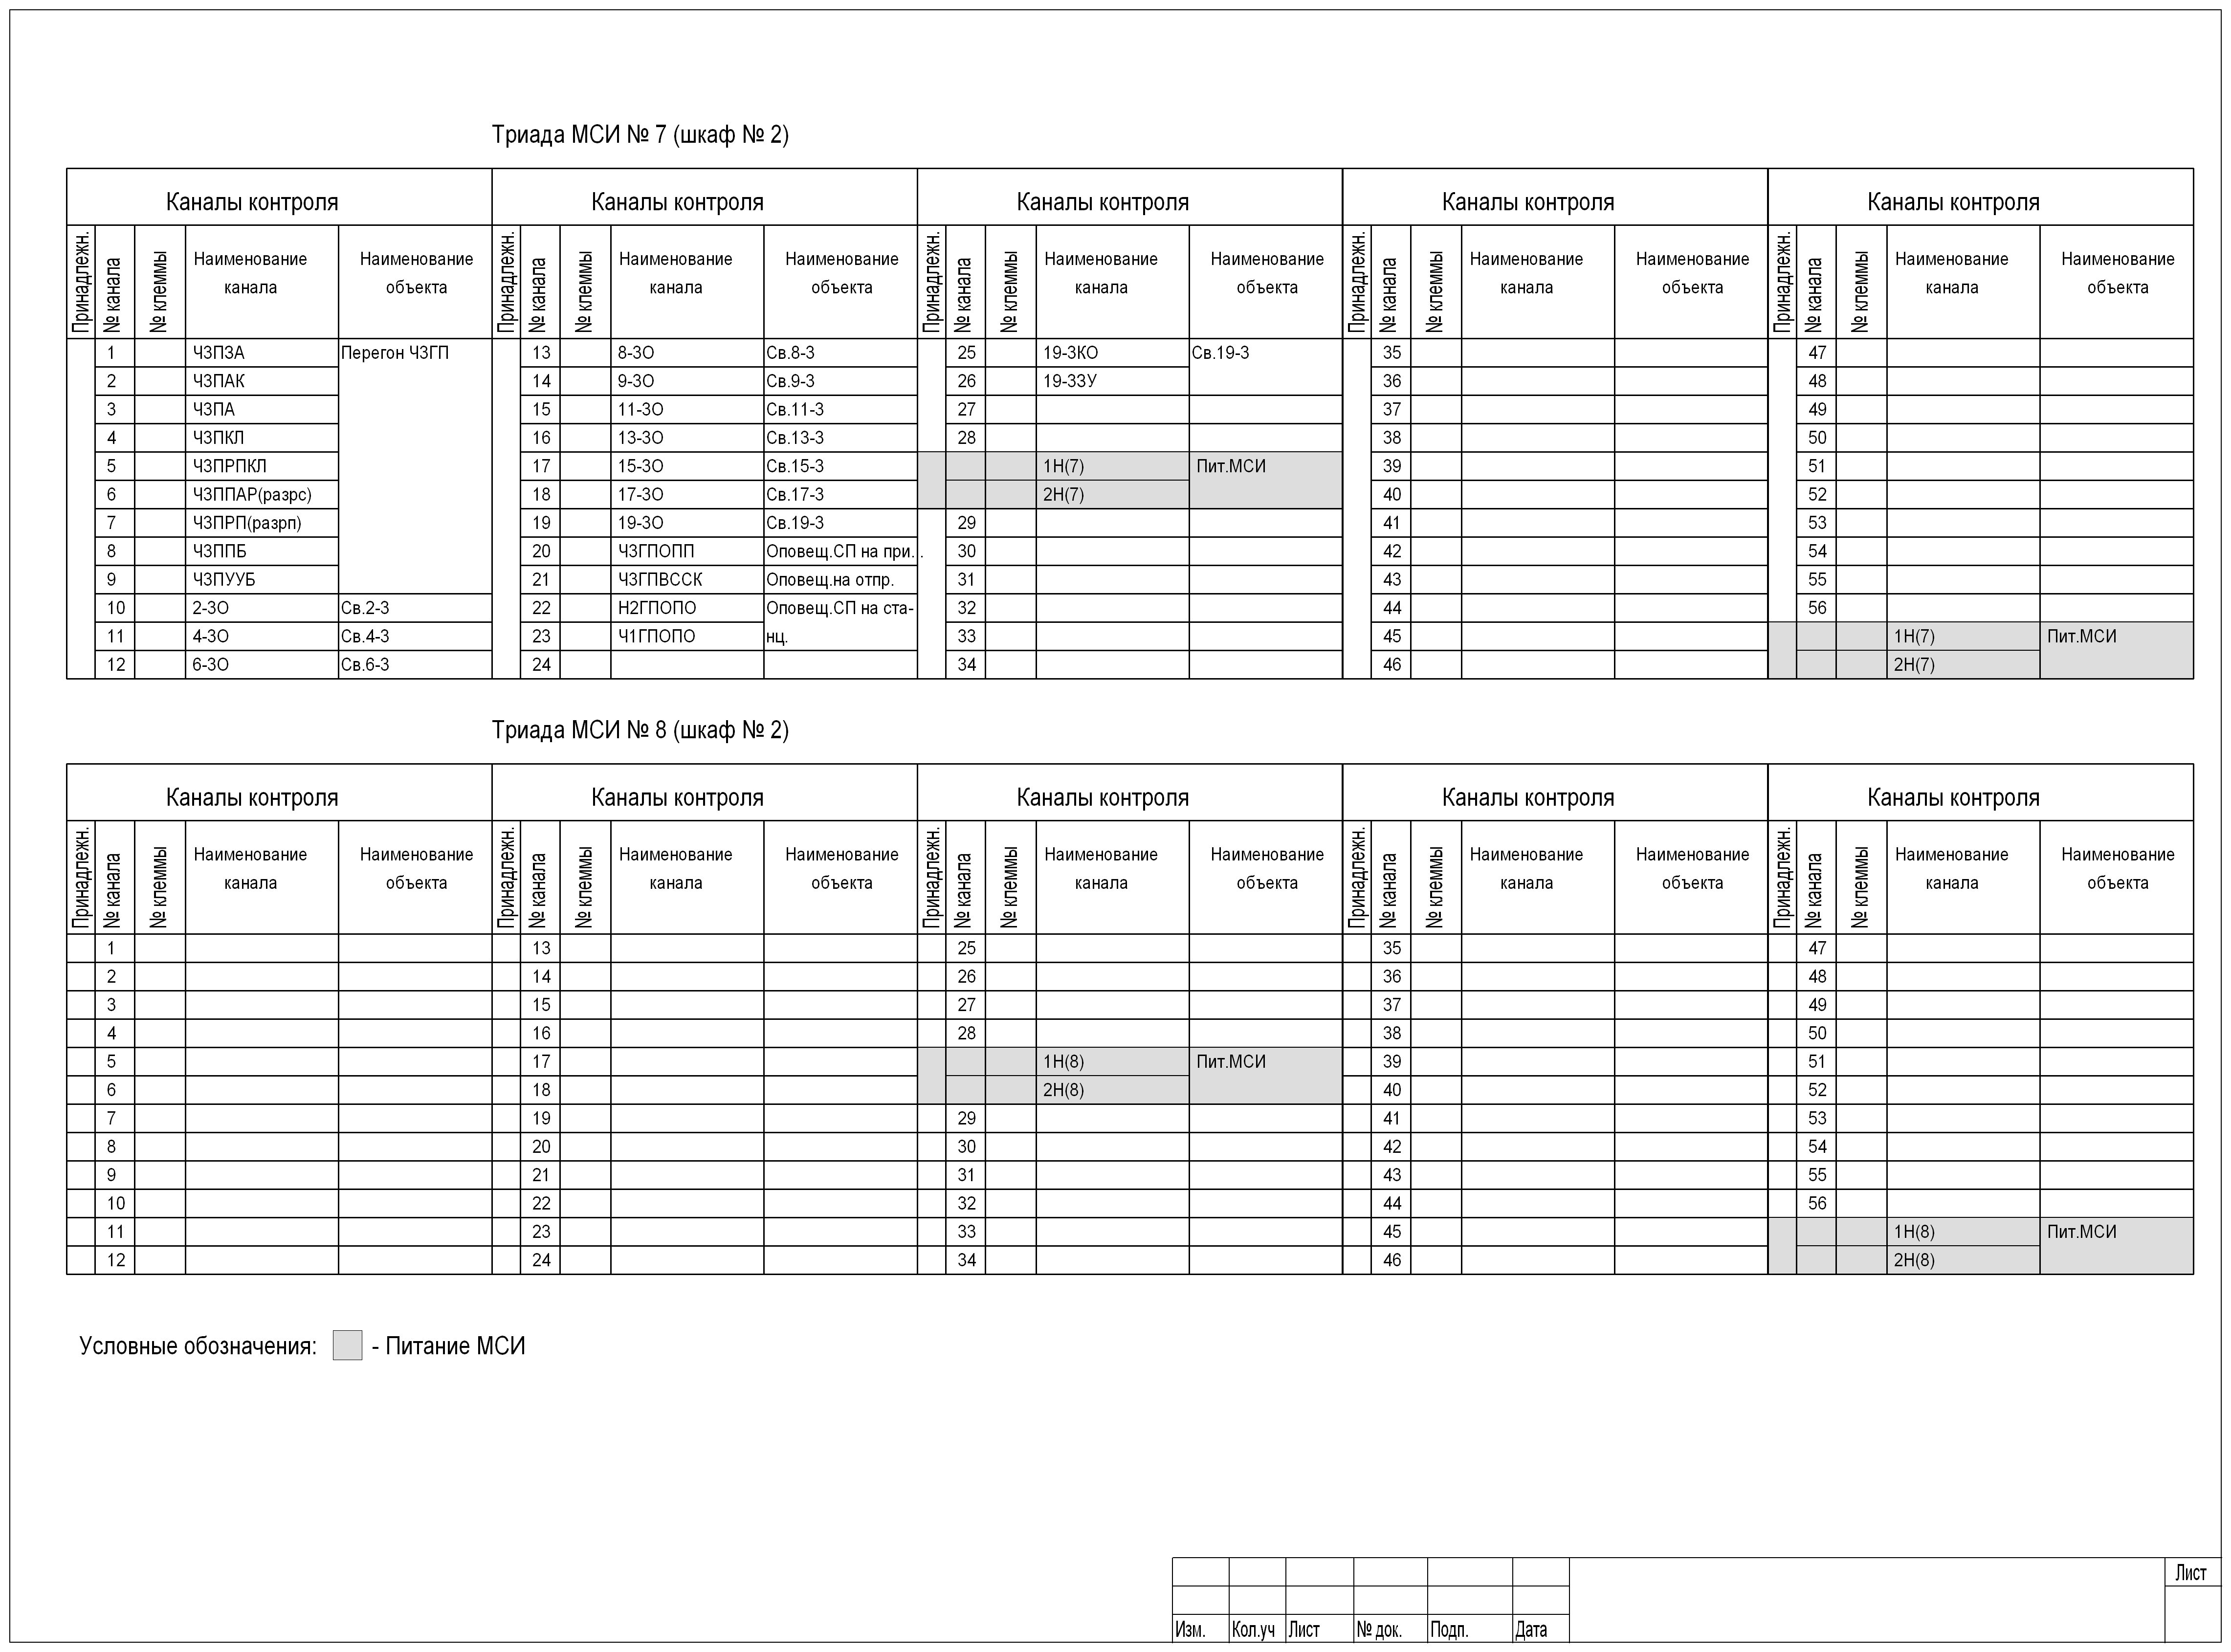 Триада МСИ № 7 (шкаф № 2)
Каналы контроля Каналы контроля Каналы контроля Каналы контроля Каналы контроля
Принадлежн. № канала № клеммы Наименование канала Наименование объекта Принадлежн. № канала № клеммы Наименование канала Наименование объекта Принадлежн. № канала № клеммы Наименование канала Наименование объекта Принадлежн. № канала № клеммы Наименование канала Наименование объекта Принадлежн. № канала № клеммы Наименование канала Наименование объекта
1 ЧЗПЗА Перегон ЧЗГП 13 8-ЗО Св.8-3 25 19-ЗКО Св.19-3 35 47
2 ЧЗПАК 14 9-ЗО Св.9-3 26 19-ЗЗУ 36 48
3 ЧЗПА 15 11-ЗО Св.11-3 27 37 49
4 ЧЗПКЛ 16 13-ЗО Св.13-3 28 38 50
5 ЧЗПРПКЛ 17 15-ЗО Св.15-3 1Н(7) Пит.МСИ 39 51
6 ЧЗППАР(разрс) 18 17-ЗО Св.17-3 2Н(7) 40 52
7 ЧЗПРП(разрп) 19 19-ЗО Св.19-3 29 41 53
8 ЧЗППБ 20 ЧЗГПОПП Оповещ.СП на при... 30 42 54
9 ЧЗПУУБ 21 ЧЗГПВССК Оповещ.на отпр. 31 43 55
10 2-ЗО Св.2-3 22 Н2ГПОПО Оповещ.СП на ста- 32 44 56
11 4-ЗО Св.4-3 23 Ч1ГПОПО нц. 33 45 1Н(7) Пит.МСИ
12 6-ЗО Св.6-3 24 34 46 2Н(7)
Триада МСИ № 8 (шкаф № 2)
Каналы контроля Каналы контроля Каналы контроля Каналы контроля Каналы контроля
Принадлежн. № канала № клеммы Наименование канала Наименование объекта Принадлежн. № канала № клеммы Наименование канала Наименование объекта Принадлежн. № канала № клеммы Наименование канала Наименование объекта Принадлежн. № канала № клеммы Наименование канала Наименование объекта Принадлежн. № канала № клеммы Наименование канала Наименование объекта
1 13 25 35 47
2 14 26 36 48
3 15 27 37 49
4 16 28 38 50
5 17 1Н(8) Пит.МСИ 39 51
6 18 2Н(8) 40 52
7 19 29 41 53
8 20 30 42 54
9 21 31 43 55
10 22 32 44 56
11 23 33 45 1Н(8) Пит.МСИ
12 24 34 46 2Н(8)
Условные обозначения: - Питание МСИ
Лист
Изм. Кол.уч Лист № док. Подп. Дата